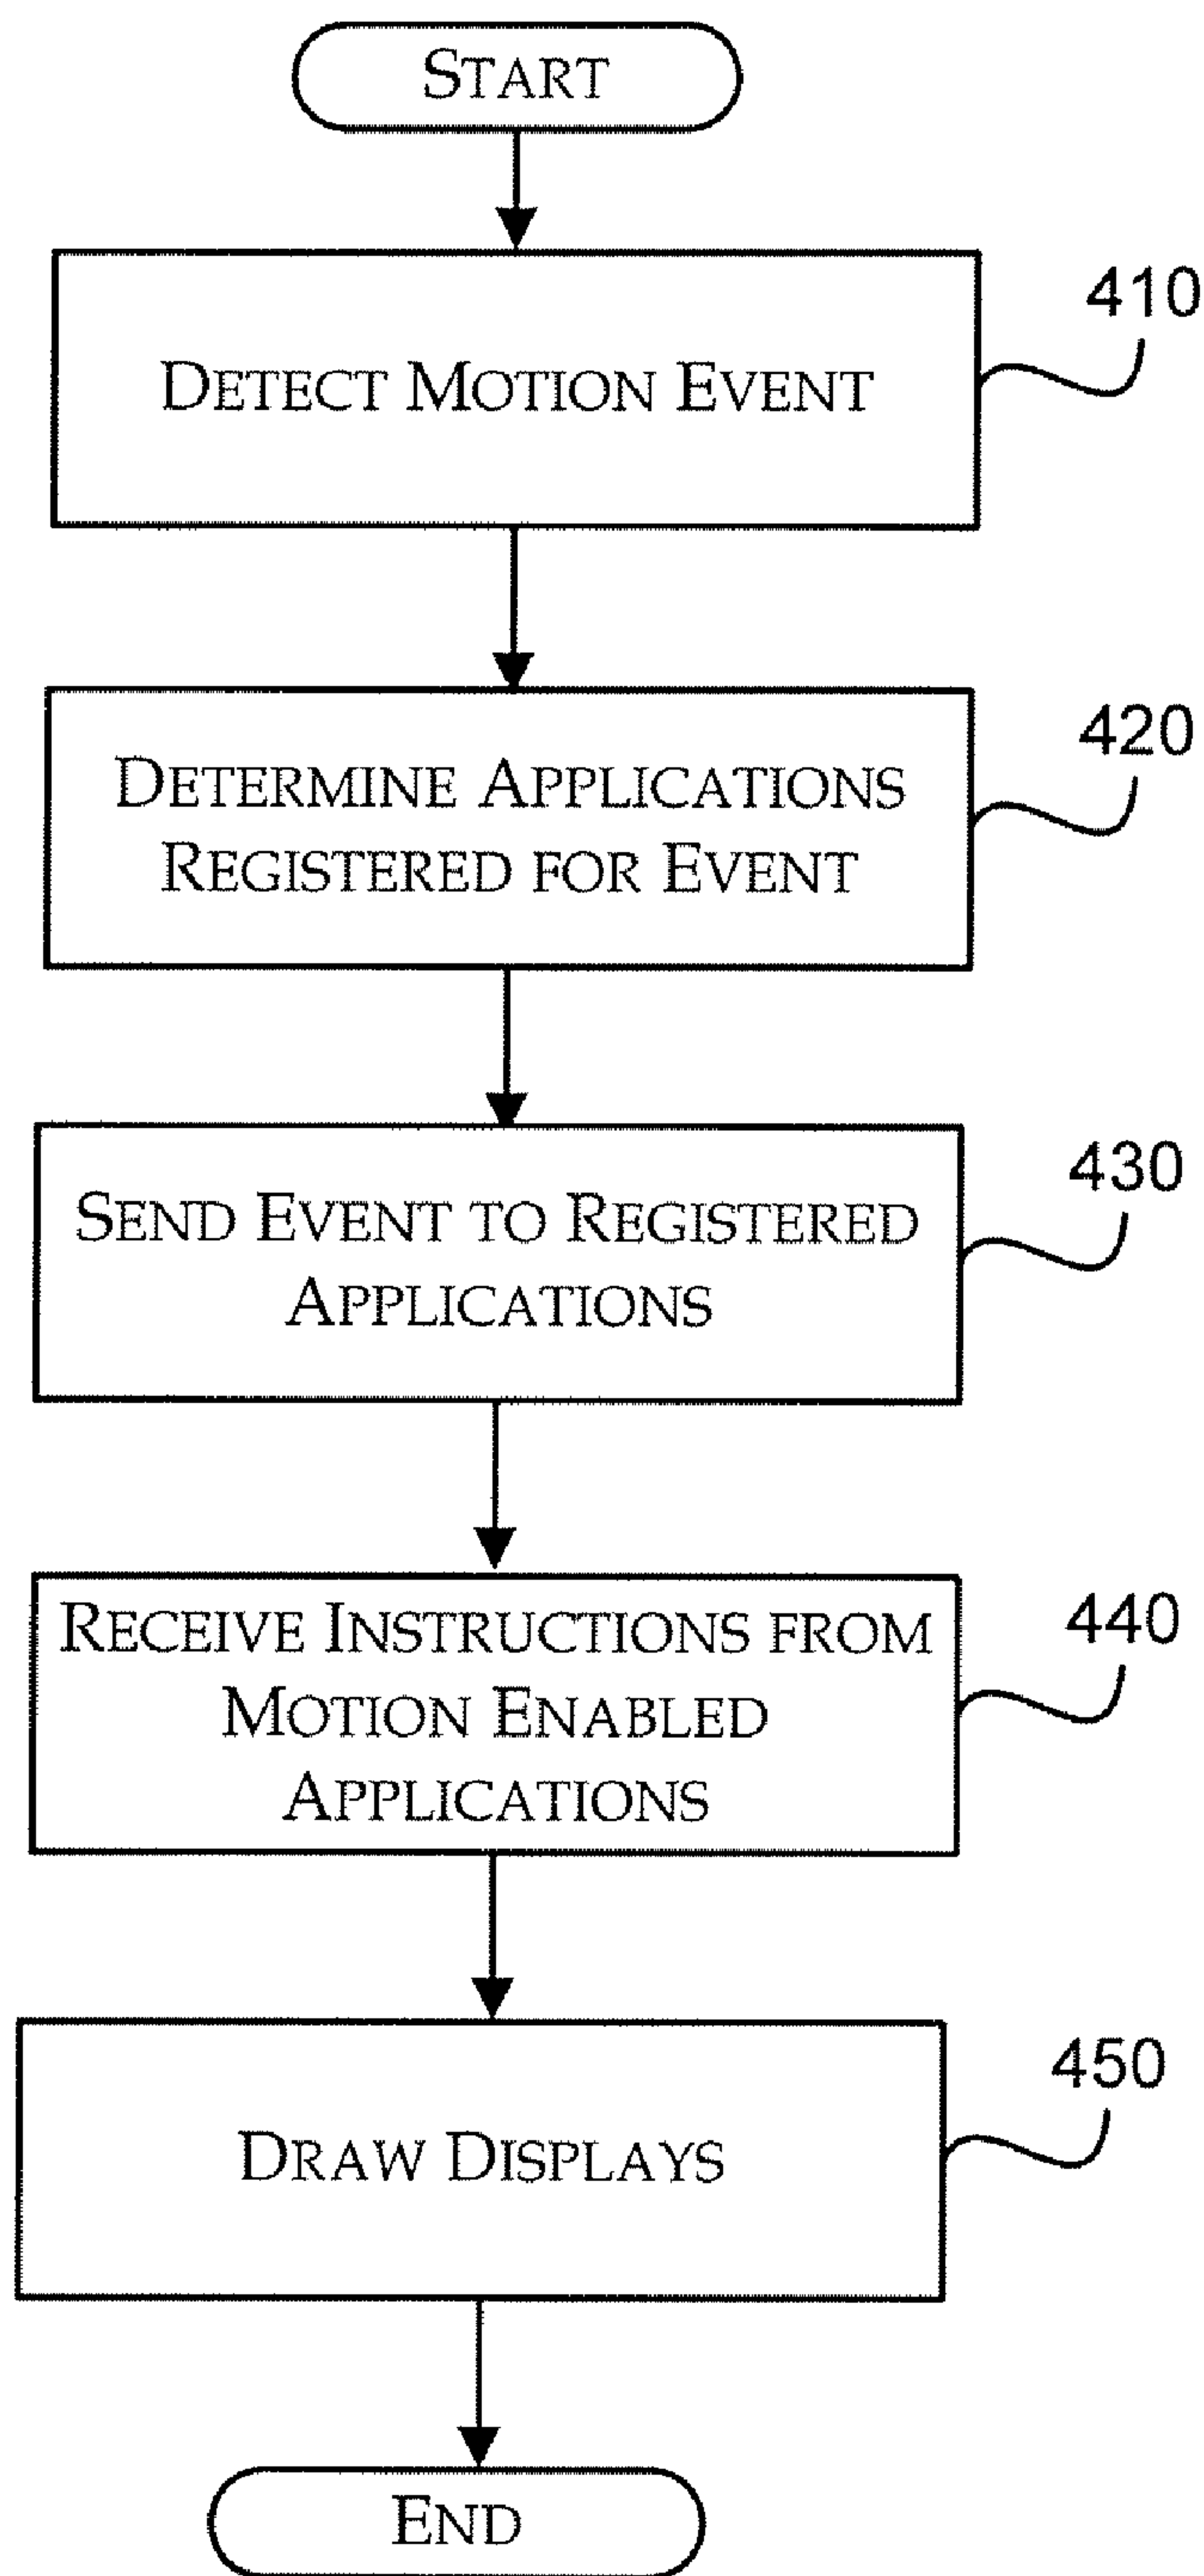 START
410
DETECT MOTION EVENT
420
DETERMINE APPLICATIONS
REGISTERED FOR EVENT
430
SEND EVENT TO REGISTERED
APPLICATIONS
440
RECEIVE INSTRUCTIONS FROM
MOTION ENABLED
APPLICATIONS
450
DRAW DISPLAYS
END